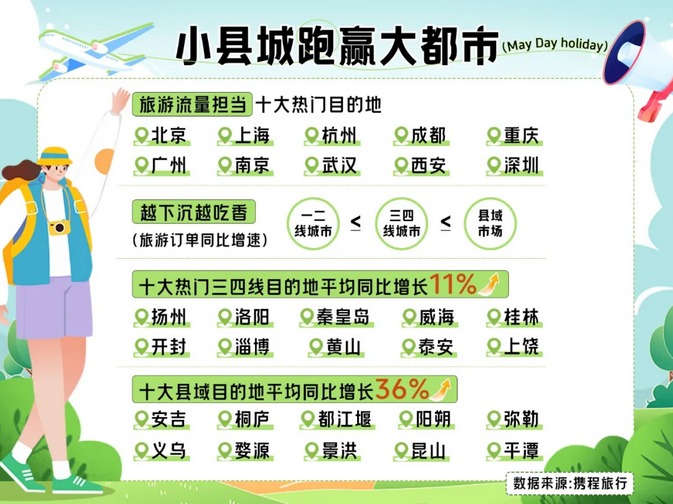 小县城跑赢大都市(May Day holiday)
旅游流量担当 十大热门目的地
北京 上海 杭州 成都 重庆
广州 南京 武汉 西安 深圳
越下沉越吃香
(旅游订单同比增速)
一二线城市 < 三四线城市 < 县域市场
十大热门三四线目的地平均同比增长11%
扬州 洛阳 秦皇岛 威海 桂林
开封 淄博 黄山 泰安 上饶
十大县域目的地平均同比增长36%
安吉 桐庐 都江堰 阳朔 弥勒
义乌 婺源 景洪 昆山 平潭
数据来源:携程旅行